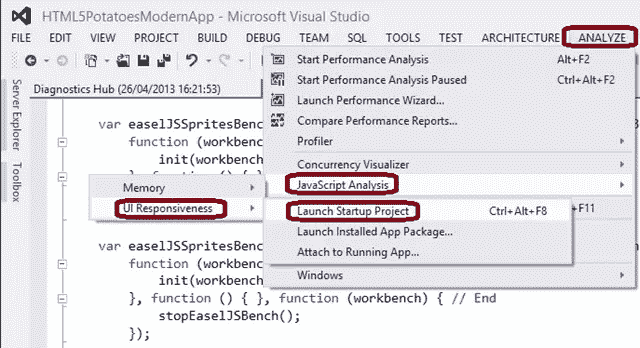 HTML5PotatoesModernApp - Microsoft Visual Studio
FILE EDIT VIEW PROJECT BUILD DEBUG TEAM SQL TOOLS TEST ARCHITECTURE ANALYZE
Diagnostics Hub (26/04/2013 16:21:53)
Server Explorer
Toolbox
Start Performance Analysis Alt+F2
Start Performance Analysis Paused Ctrl+Alt+F2
Launch Performance Wizard...
Compare Performance Reports...
Profiler
Concurrency Visualizer
JavaScript Analysis
Memory
UI Responsiveness
Launch Startup Project Ctrl+Alt+F8
Launch Installed App Package...
Attach to Running App...
+F11
Windows
var easelJSSpritesBench
function (workbench
init(workbench.
var easelJSSpritesBench
function (workbench
init(workbench.
}, function () { }, function (workbench) { // End
stopEaselJSBench();
});